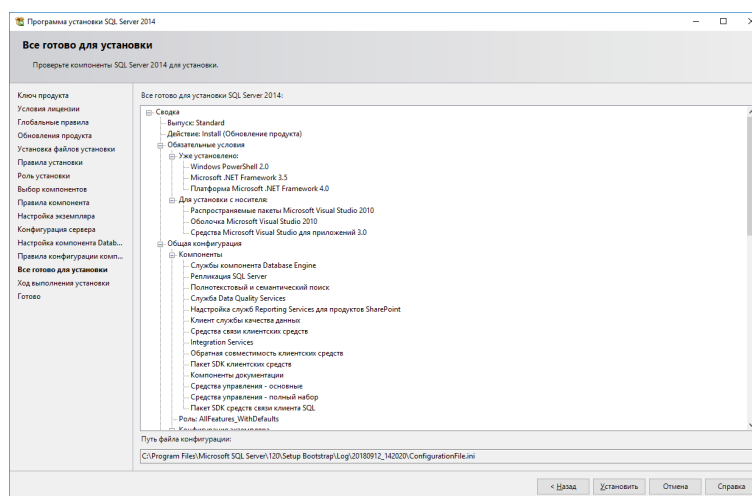 Программа установки SQL Server 2014
Все готово для установки
Проверьте компоненты SQL Server 2014 для установки.
Ключ продукта
Условия лицензии
Глобальные правила
Обновления продукта
Установка файлов установки
Правила установки
Роль установки
Выбор компонентов
Правила компонента
Настройка экземпляра
Конфигурация сервера
Настройка компонента Datab...
Правила конфигурации комп...
Все готово для установки
Ход выполнения установки
Готово
Все готово для установки SQL Server 2014:
Сводка
Выпуск: Standard
Действие: Install (Обновление продукта)
Обязательные условия
Уже установлено:
Windows PowerShell 2.0
Microsoft .NET Framework 3.5
Платформа Microsoft .NET Framework 4.0
Для установки с носителя:
Распространяемые пакеты Microsoft Visual Studio 2010
Оболочка Microsoft Visual Studio 2010
Средства Microsoft Visual Studio для приложений 3.0
Общая конфигурация
Компоненты
Службы компонента Database Engine
Репликация SQL Server
Полнотекстовый и семантический поиск
Служба Data Quality Services
Надстройка служб Reporting Services для продуктов SharePoint
Клиент службы качества данных
Средства связи клиентских средств
Integration Services
Обратная совместимость клиентских средств
Пакет SDK клиентских средств
Компоненты документации
Средства управления - основные
Средства управления - полный набор
Пакет SDK средств связи клиента SQL
Роль: AllFeatures_WithDefaults
Конфигурация экземпляра
Путь файла конфигурации:
C:\Program Files\Microsoft SQL Server\120\Setup Bootstrap\Log\20180912_142020\ConfigurationFile.ini
< Назад
Установить
Отмена
Справка